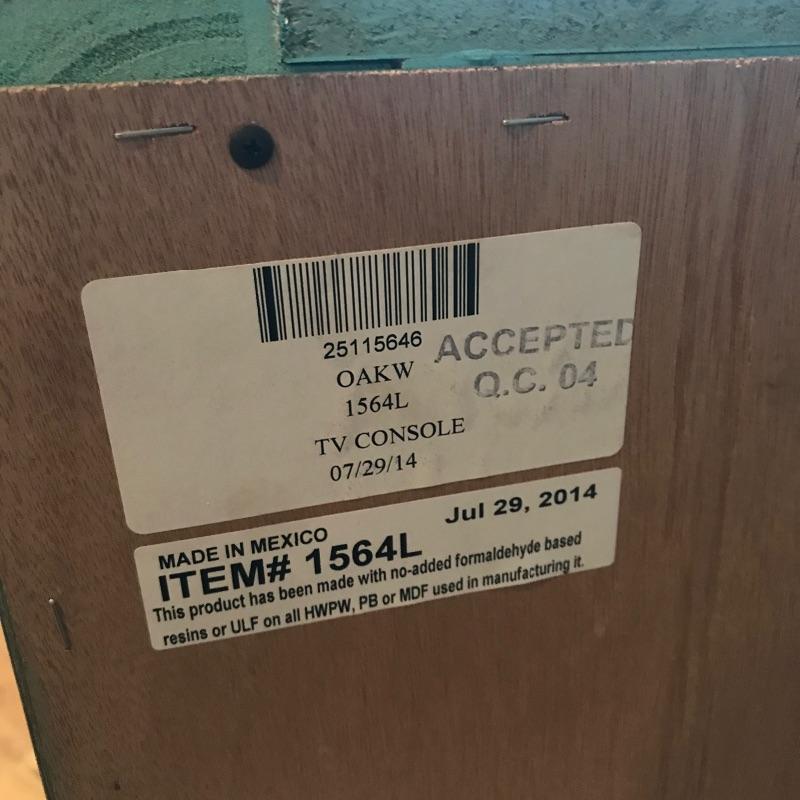 25115646
OAKW
1564L
TV CONSOLE
07/29/14
ACCEPTED
Q.C. 04
Jul 29, 2014
MADE IN MEXICO
ITEM# 1564L
This product has been made with no-added formaldehyde based
resins or ULF on all HWPW, PB or MDF used in manufacturing it.